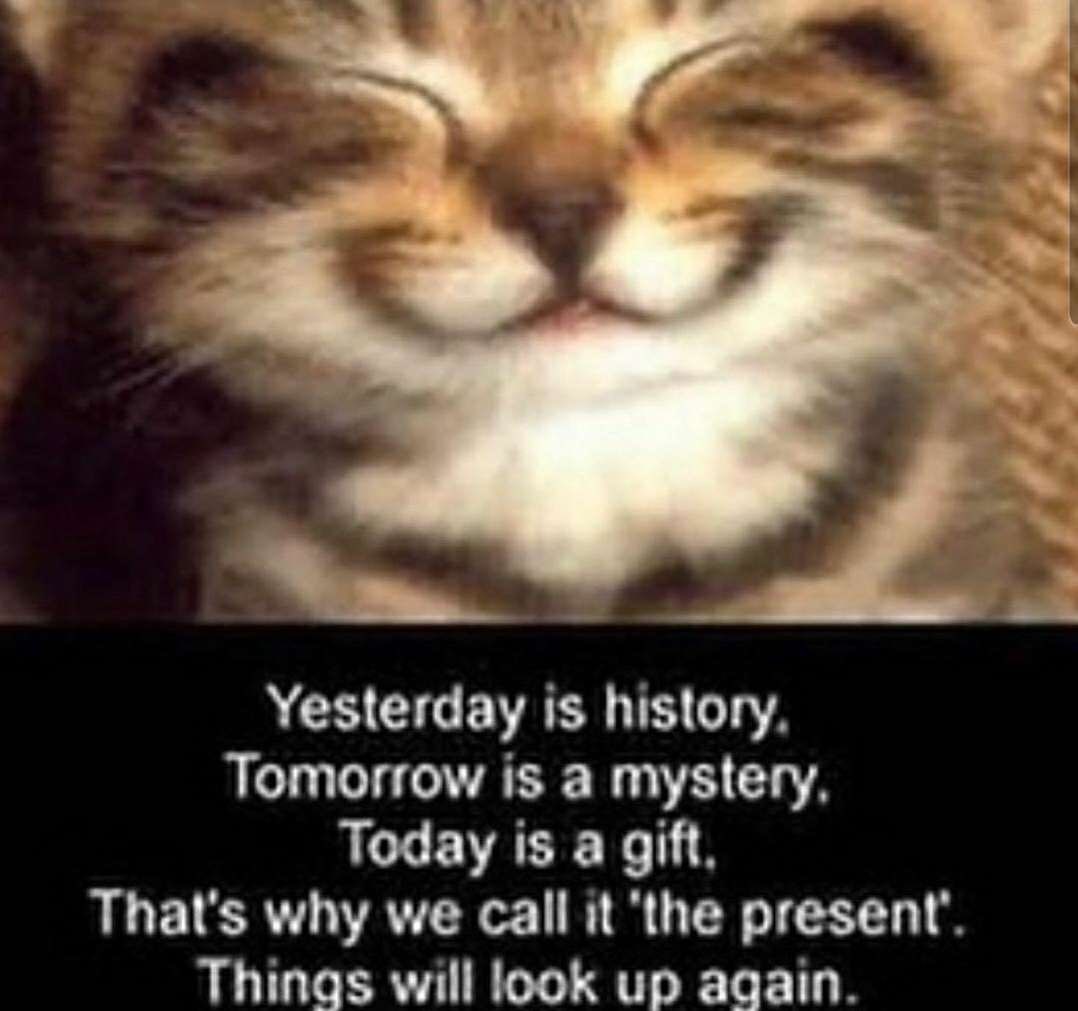 Yesterday is history,
Tomorrow is a mystery,
Today is a gift,
That's why we call it 'the present'.
Things will look up again.